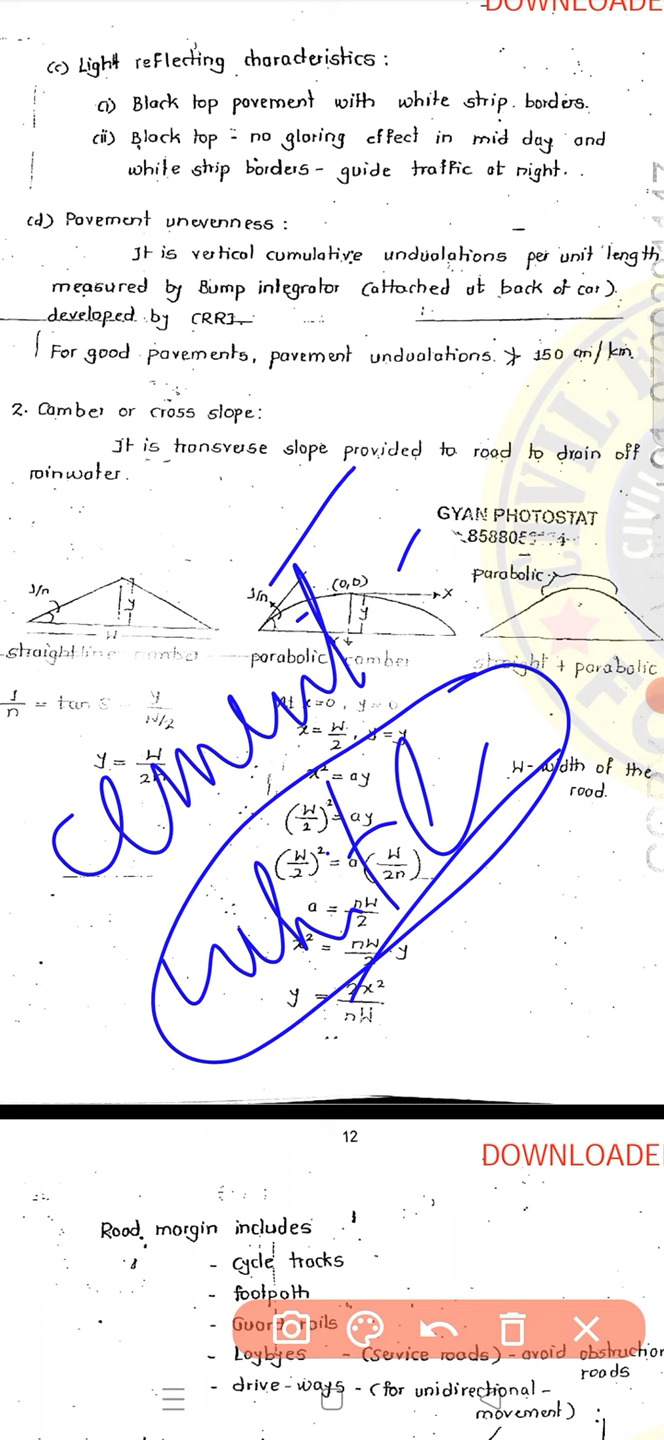 DOWNLOADE
(c) Light reflecting characteristics :
(i) Black top pavement with white strip borders.
(ii) Black top - no glaring effect in mid day and
white ship borders - guide traffic at night.
(d) Pavement unevenness :
It is vertical cumulative undualations per unit length
measured by Bump integrator (attached at back of car)
developed by CRRI
For good pavements, pavement undualations ≯ 150 cm/km.
2. Camber or cross slope :
It is transverse slope provided to road to drain off
rainwater.
GYAN PHOTOSTAT
1/n y W
straight line camber
1/n (0,0) x y
parabolic camber
parabolic
straight + parabolic
1/n = tan θ = y / W/2
y = W/2n
At x=0, y=0
x = W/2, y=y
x² = ay
(W/2)² = ay
(W/2)² = a (W/2n)
a = nW/2
x² = nW/2 y
y = 2x²/nW
W - width of the
road.
cement
white
12
DOWNLOADE
Road margin includes
- Cycle tracks
- footpath
- Guard rails
- Laybyes - (service roads) - avoid obstruction
roads
- drive-ways - (for unidirectional -
movement)